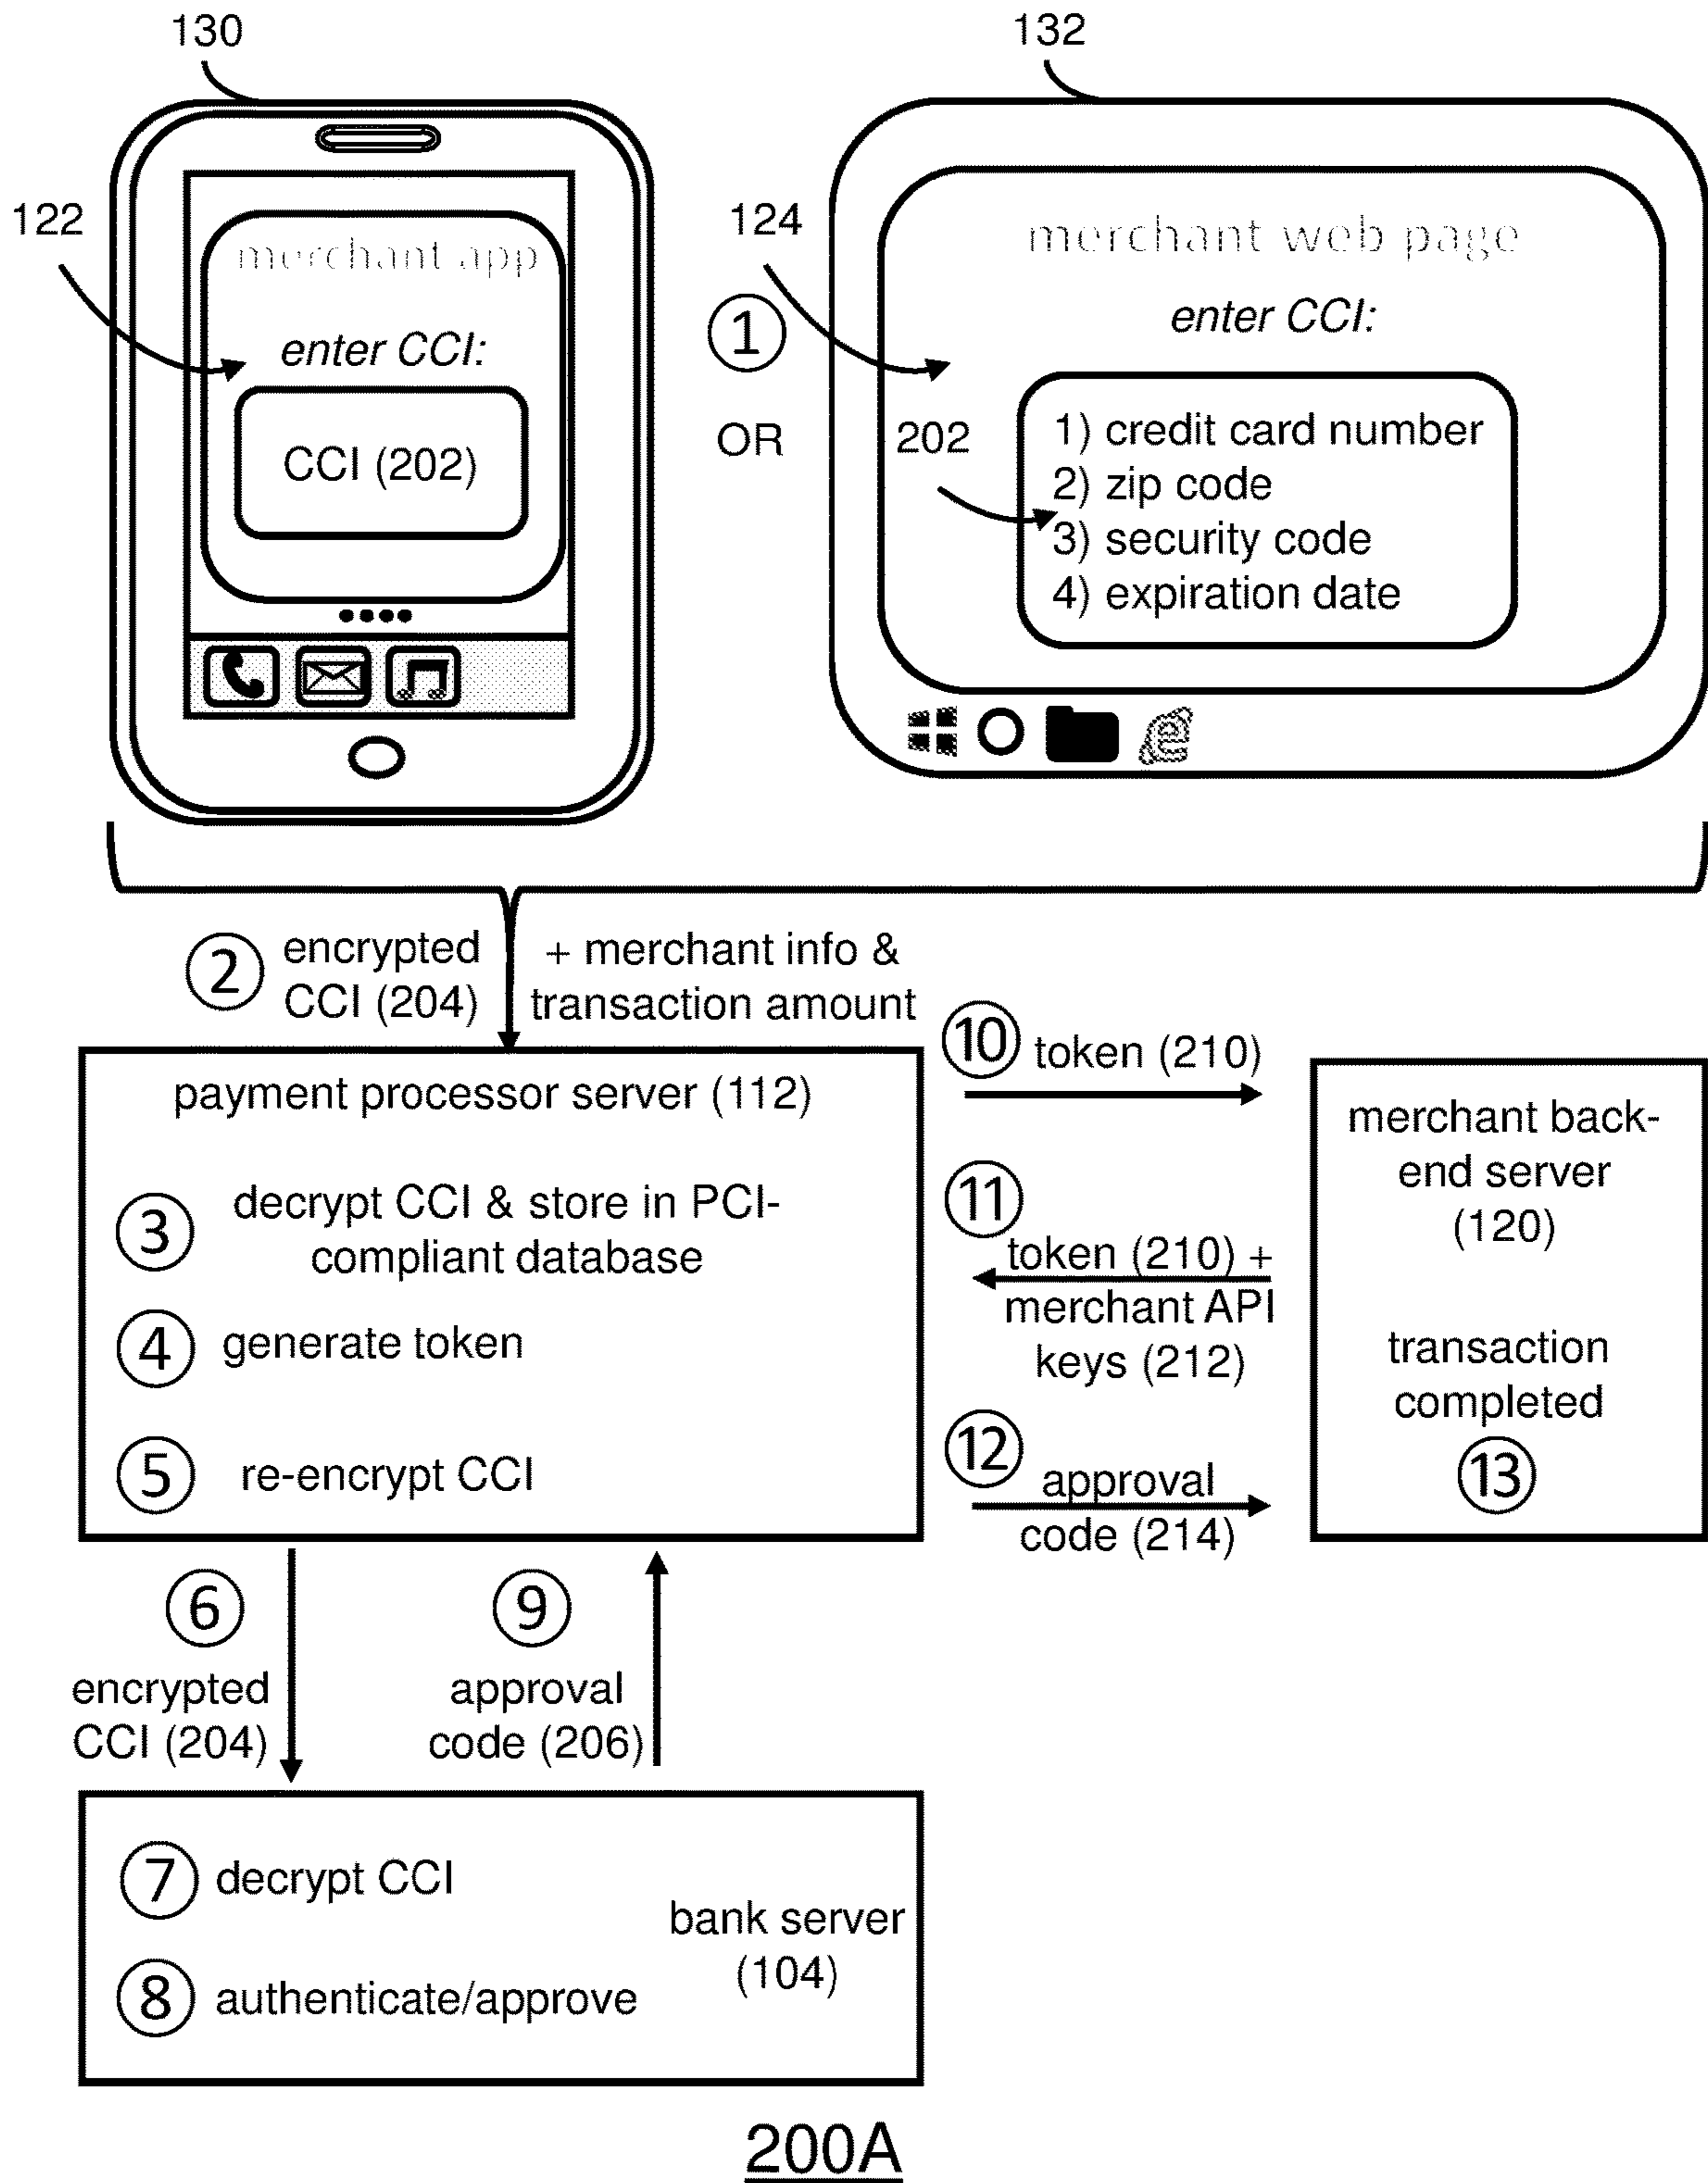 130
132
122
merchant app
enter CCI:
CCI (202)
1
OR
124
merchant web page
enter CCI:
202
1) credit card number
2) zip code
3) security code
4) expiration date
2
encrypted
CCI (204)
+ merchant info &
transaction amount
payment processor server (112)
3
decrypt CCI & store in PCI-
compliant database
4
generate token
5
re-encrypt CCI
10
token (210)
11
token (210) +
merchant API
keys (212)
12
approval
code (214)
merchant back-
end server
(120)
transaction
completed
13
6
encrypted
CCI (204)
9
approval
code (206)
7
decrypt CCI
8
authenticate/approve
bank server
(104)
200A